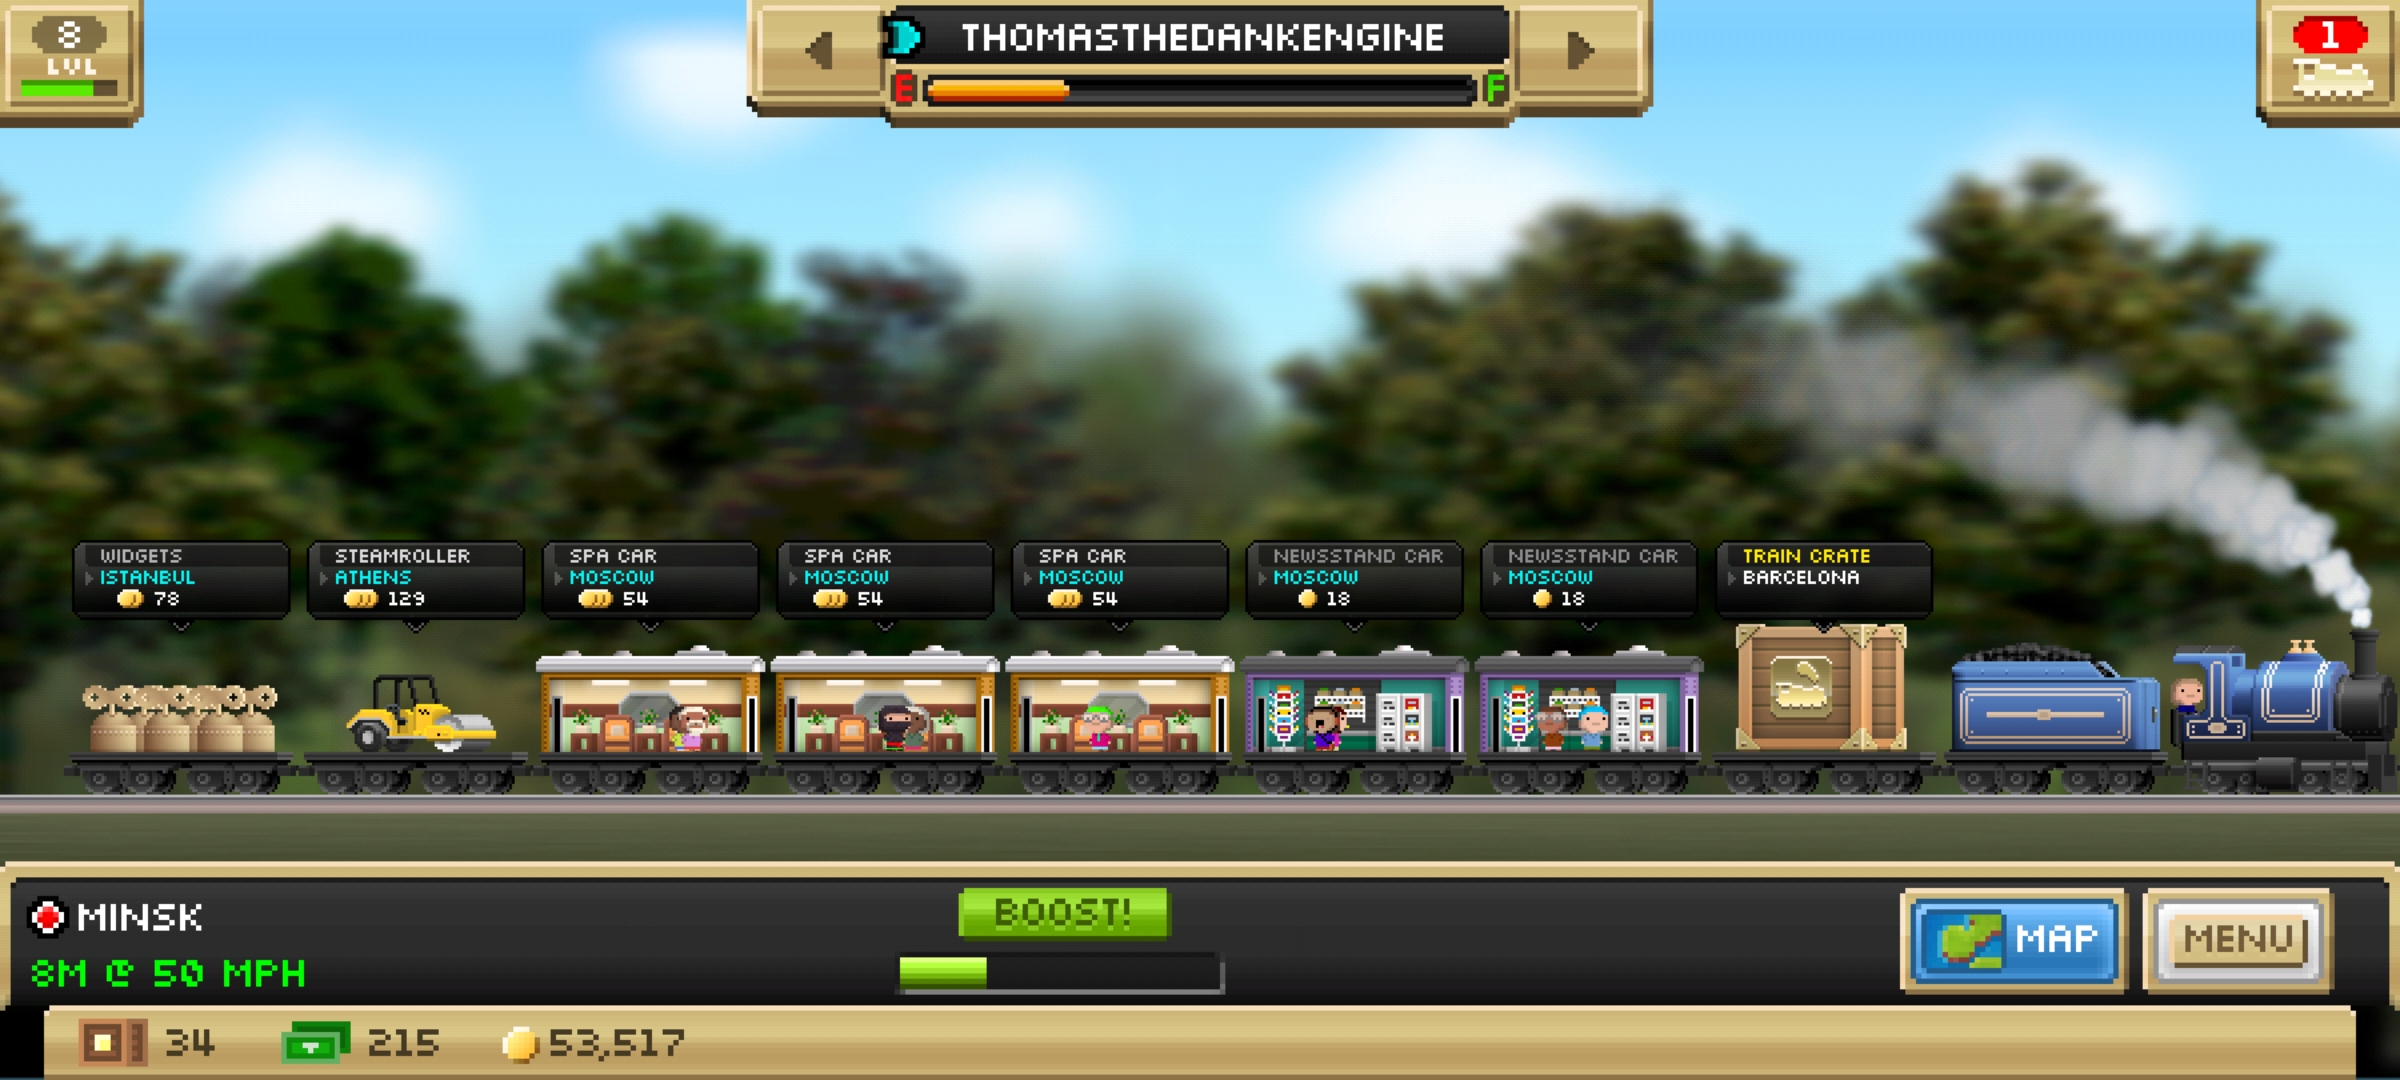 8
LVL
THOMASTHEDANKENGINE
E F
1
WIDGETS
ISTANBUL
78
STEAMROLLER
ATHENS
129
SPA CAR
MOSCOW
54
SPA CAR
MOSCOW
54
SPA CAR
MOSCOW
54
NEWSSTAND CAR
MOSCOW
18
NEWSSTAND CAR
MOSCOW
18
TRAIN CRATE
BARCELONA
MINSK
8M @ 50 MPH
BOOST!
MAP
MENU
34
215
53,517